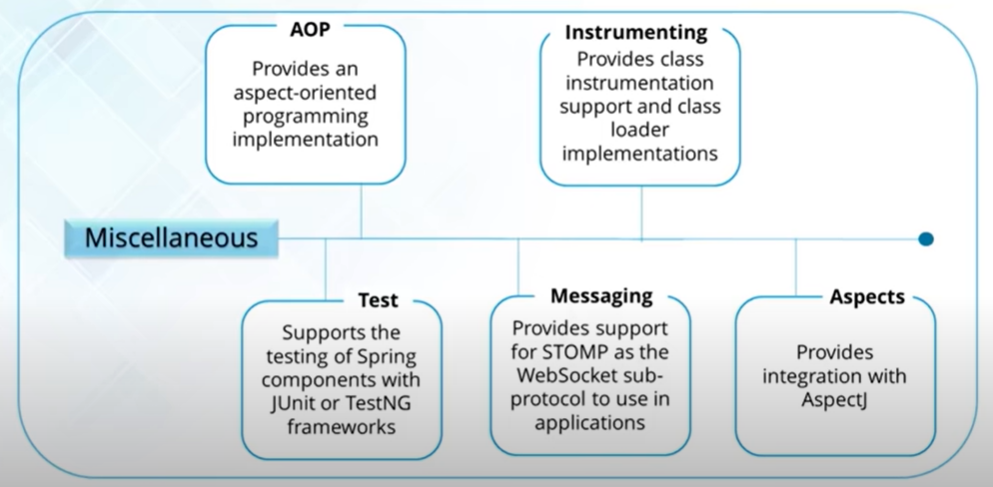 AOP
Provides an
aspect-oriented
programming
implementation
Instrumenting
Provides class
instrumentation
support and class
loader
implementations
Miscellaneous
Test
Supports the
testing of Spring
components with
JUnit or TestNG
frameworks
Messaging
Provides support
for STOMP as the
WebSocket sub-
protocol to use in
applications
Aspects
Provides
integration with
AspectJ